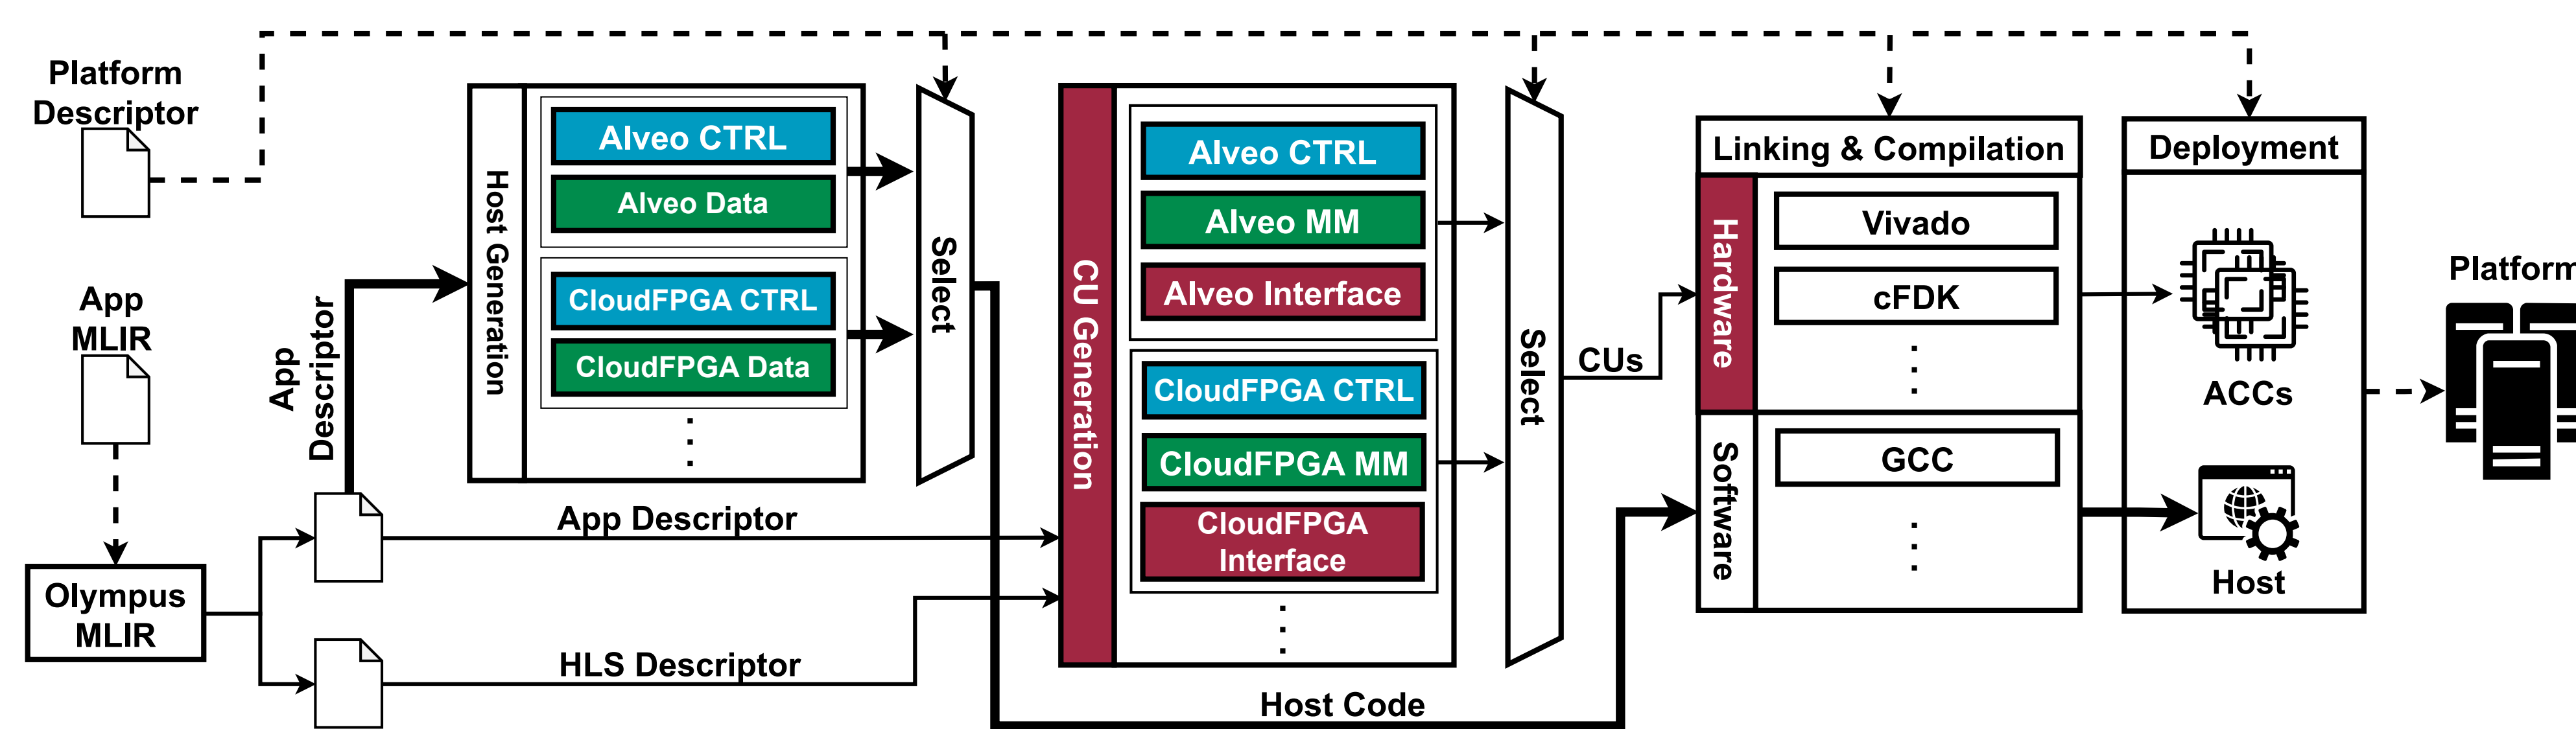 Platform
Descriptor
App
MLIR
Olympus
MLIR
App
Descriptor
Host Generation
Alveo CTRL
Alveo Data
CloudFPGA CTRL
CloudFPGA Data
Select
App Descriptor
HLS Descriptor
CU Generation
Alveo CTRL
Alveo MM
Alveo Interface
CloudFPGA CTRL
CloudFPGA MM
CloudFPGA
Interface
Select
Host Code
CUs
Linking & Compilation
Hardware
Vivado
cFDK
Software
GCC
Deployment
ACCs
Host
Platform